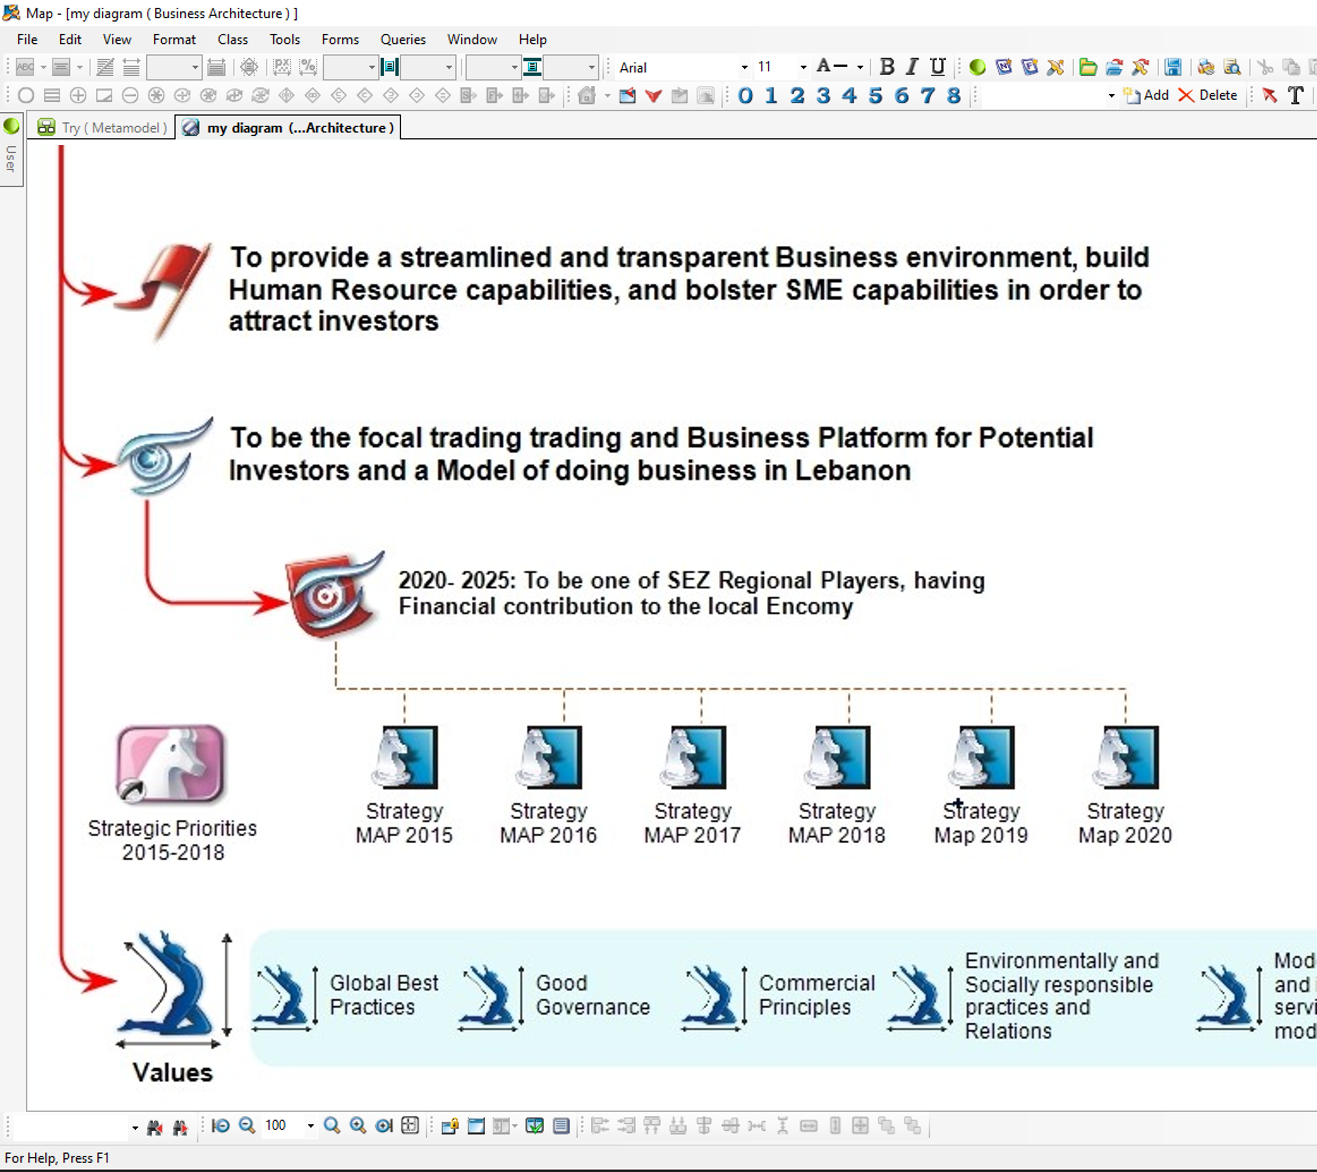 Map - [my diagram ( Business Architecture ) ]
File Edit View Format Class Tools Forms Queries Window Help
ABC Arial 11 A B I U
0 1 2 3 4 5 6 7 8 Add Delete T
Try ( Metamodel ) my diagram (...Architecture )
User
To provide a streamlined and transparent Business environment, build
Human Resource capabilities, and bolster SME capabilities in order to
attract investors
To be the focal trading trading and Business Platform for Potential
Investors and a Model of doing business in Lebanon
2020- 2025: To be one of SEZ Regional Players, having
Financial contribution to the local Encomy
Strategic Priorities
2015-2018
Strategy
MAP 2015
Strategy
MAP 2016
Strategy
MAP 2017
Strategy
MAP 2018
Strategy
Map 2019
Strategy
Map 2020
Values
Global Best
Practices
Good
Governance
Commercial
Principles
Environmentally and
Socially responsible
practices and
Relations
Mod
and i
servi
mod
100
For Help, Press F1